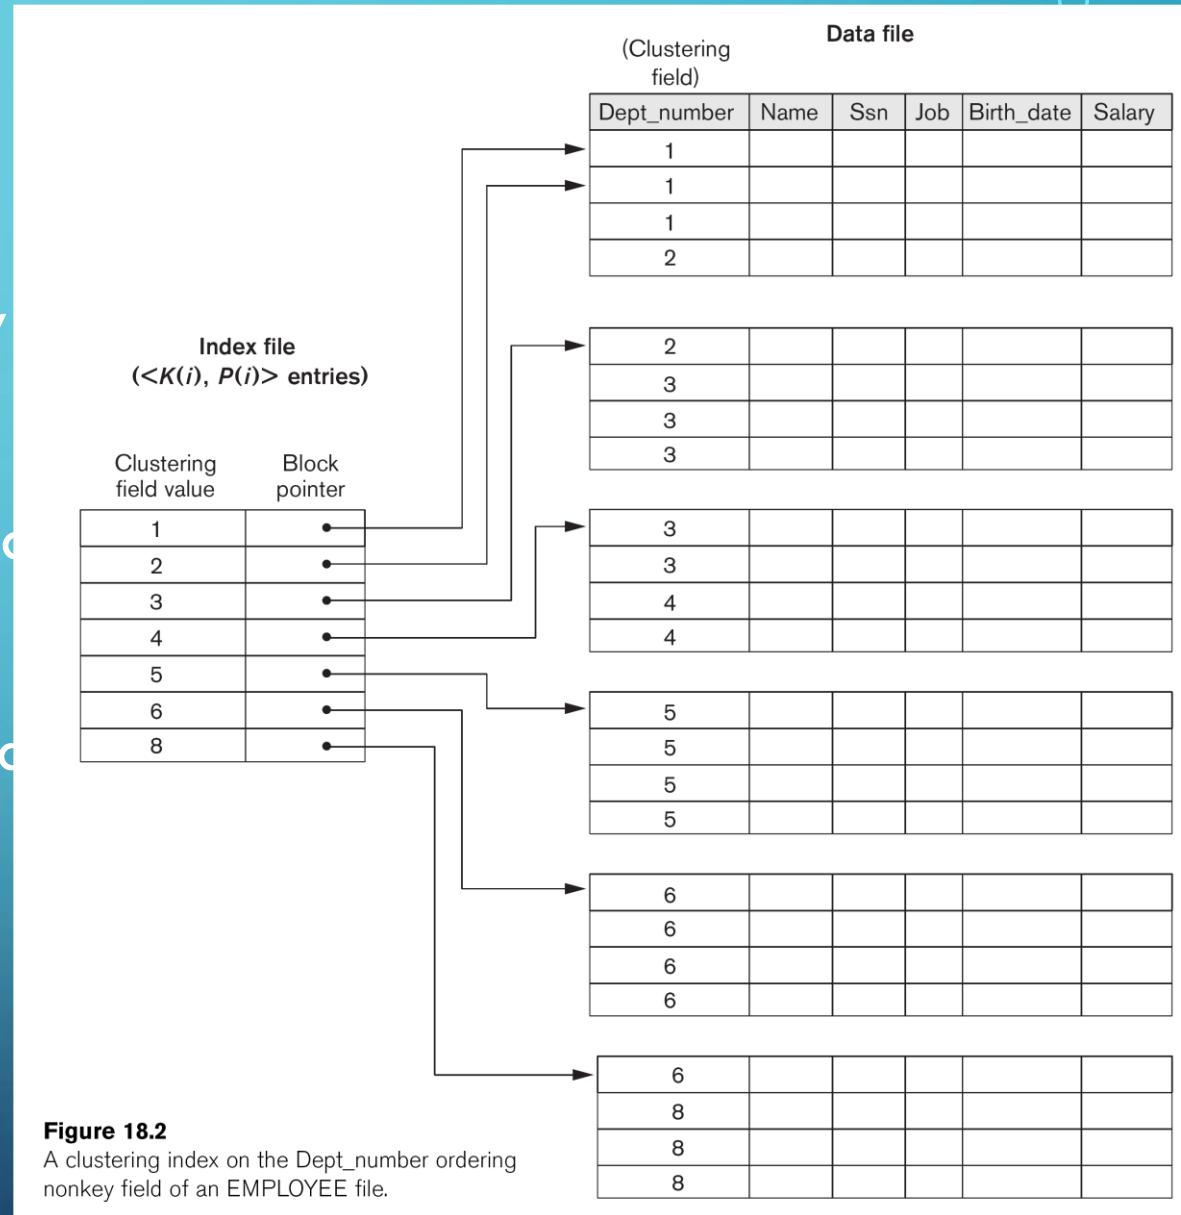 Data file
(Clustering
field)
Dept_number Name Ssn Job Birth_date Salary
1
1
1
2
2
3
3
3
3
3
4
4
5
5
5
5
6
6
6
6
6
8
8
8
Index file
(<K(i), P(i)> entries)
Clustering Block
field value pointer
1
2
3
4
5
6
8
Figure 18.2
A clustering index on the Dept_number ordering
nonkey field of an EMPLOYEE file.